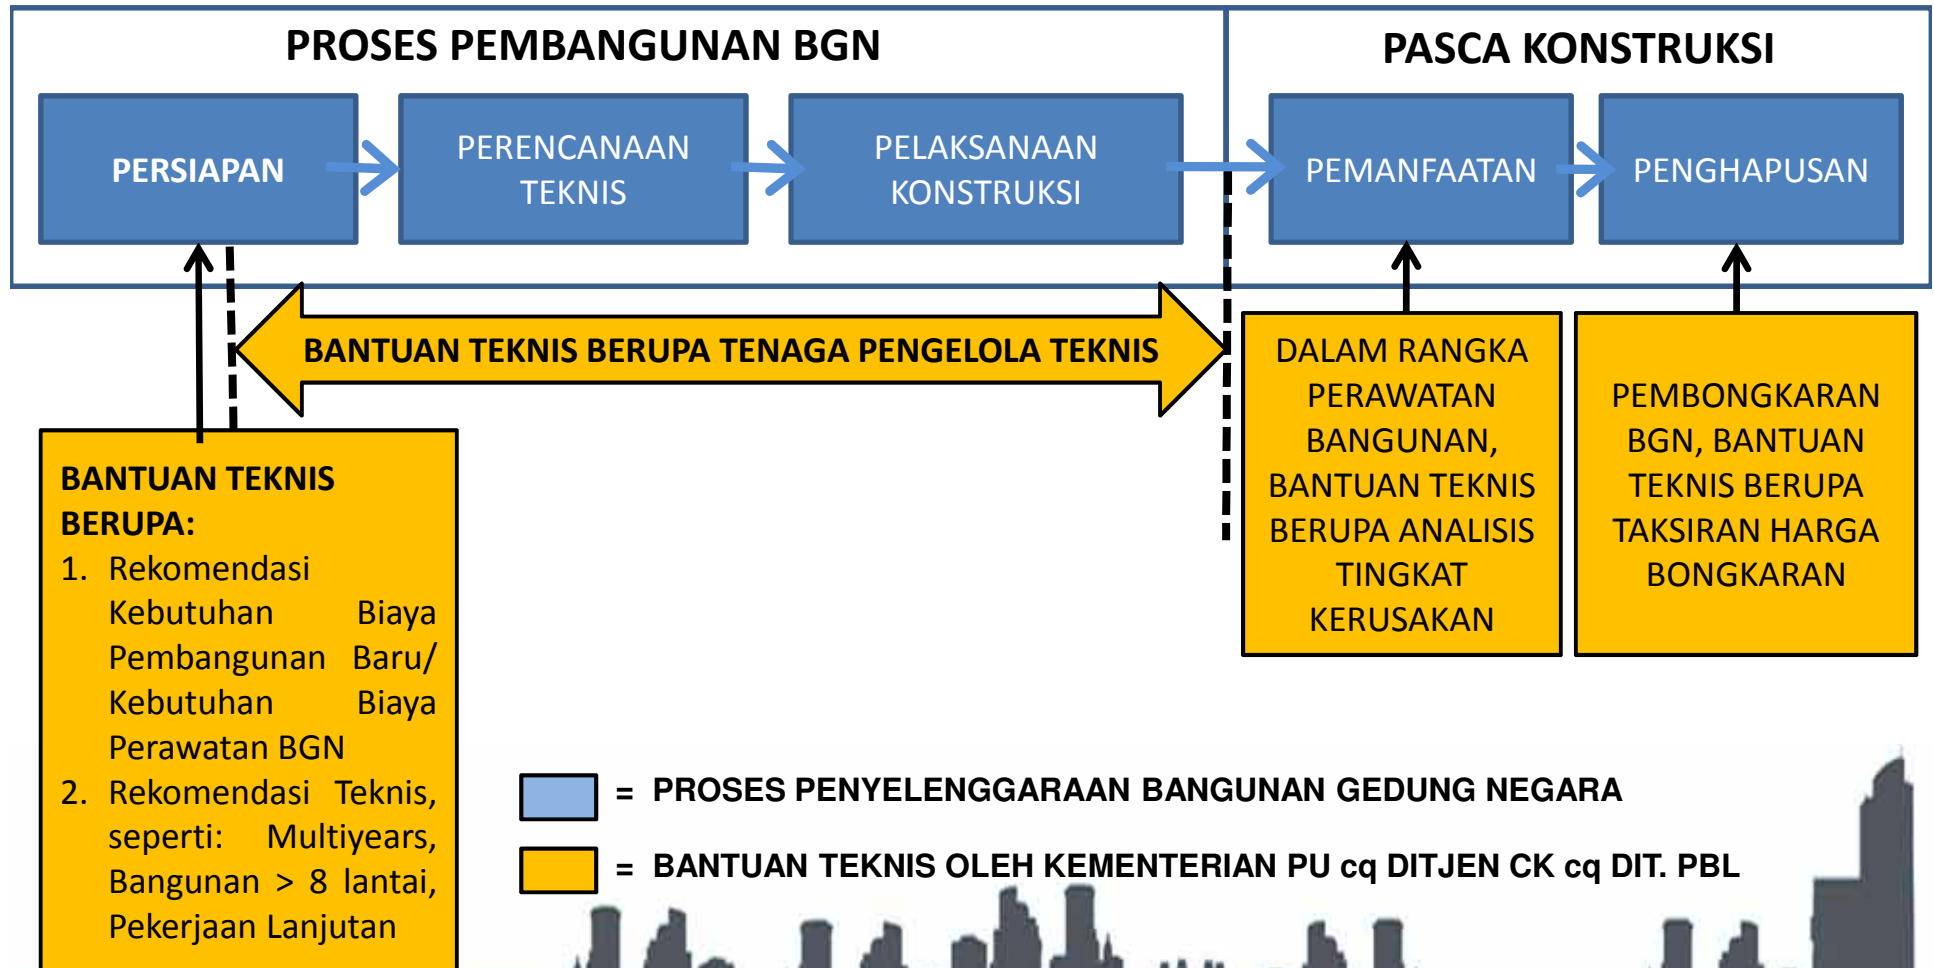 PROSES PEMBANGUNAN BGN
PASCA KONSTRUKSI
PERSIAPAN
PERENCANAAN
TEKNIS
PELAKSANAAN
KONSTRUKSI
PEMANFAATAN
PENGHAPUSAN
BANTUAN TEKNIS BERUPA TENAGA PENGELOLA TEKNIS
BANTUAN TEKNIS
BERUPA:
1. Rekomendasi
Kebutuhan Biaya
Pembangunan Baru/
Kebutuhan Biaya
Perawatan BGN
2. Rekomendasi Teknis,
seperti: Multiyears,
Bangunan > 8 lantai,
Pekerjaan Lanjutan
DALAM RANGKA
PERAWATAN
BANGUNAN,
BANTUAN TEKNIS
BERUPA ANALISIS
TINGKAT
KERUSAKAN
PEMBONGKARAN
BGN, BANTUAN
TEKNIS BERUPA
TAKSIRAN HARGA
BONGKARAN
= PROSES PENYELENGGARAAN BANGUNAN GEDUNG NEGARA
= BANTUAN TEKNIS OLEH KEMENTERIAN PU cq DITJEN CK cq DIT. PBL